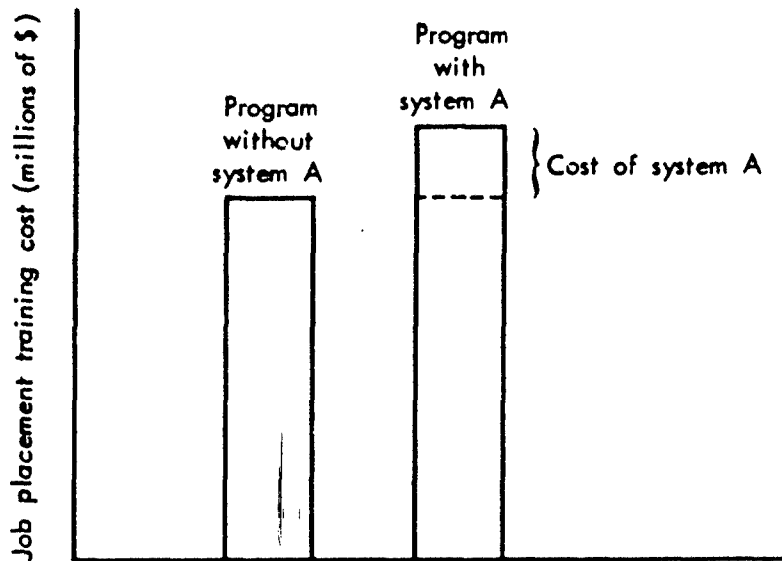 Job placement training cost (millions of $)
Program
without
system A
Program
with
system A
Cost of system A